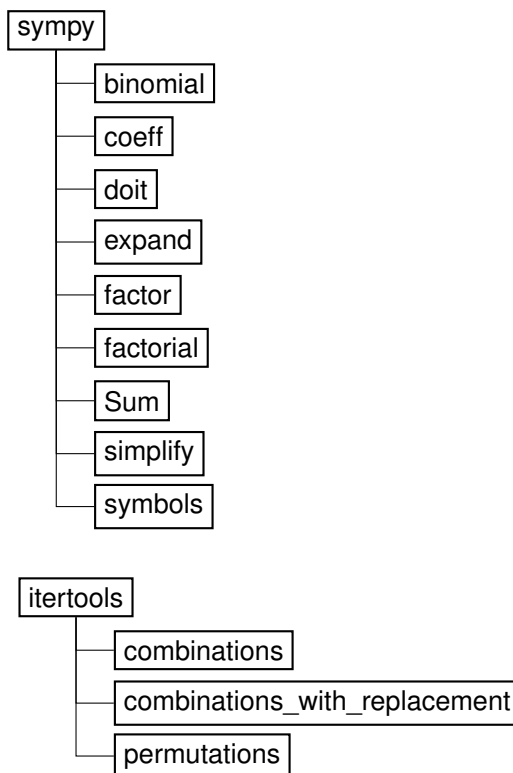 sympy
binomial
coeff
doit
expand
factor
factorial
Sum
simplify
symbols
itertools
combinations
combinations_with_replacement
permutations